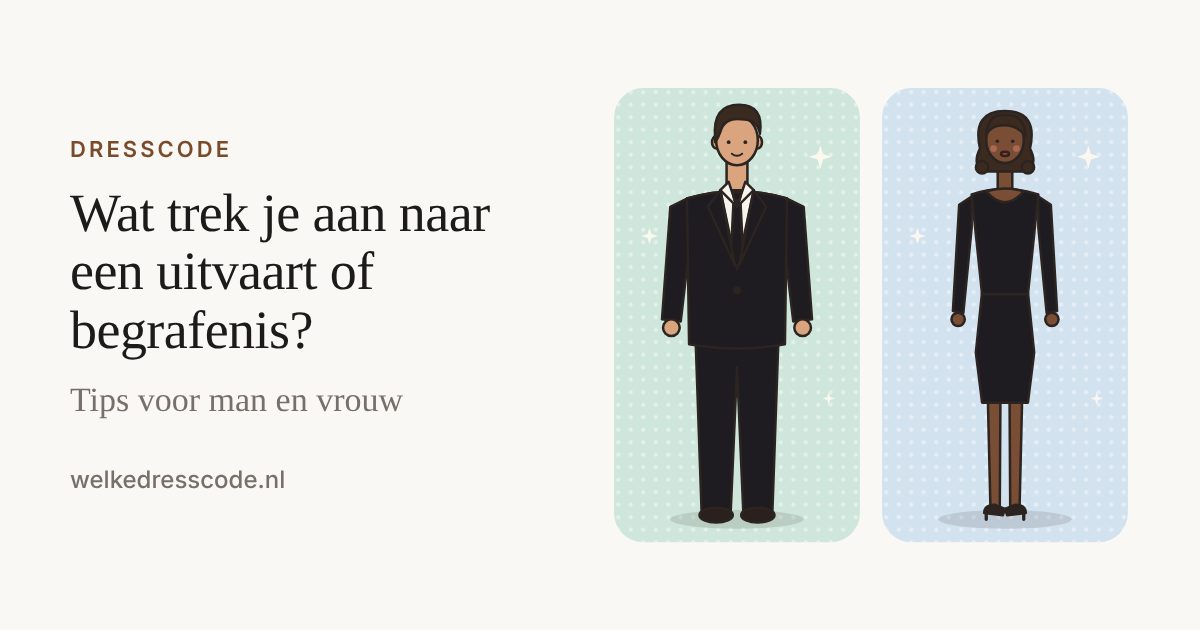 DRESSCODE
Wat trek je aan naar
een uitvaart of
begrafenis?
Tips voor man en vrouw
welkedresscode.nl